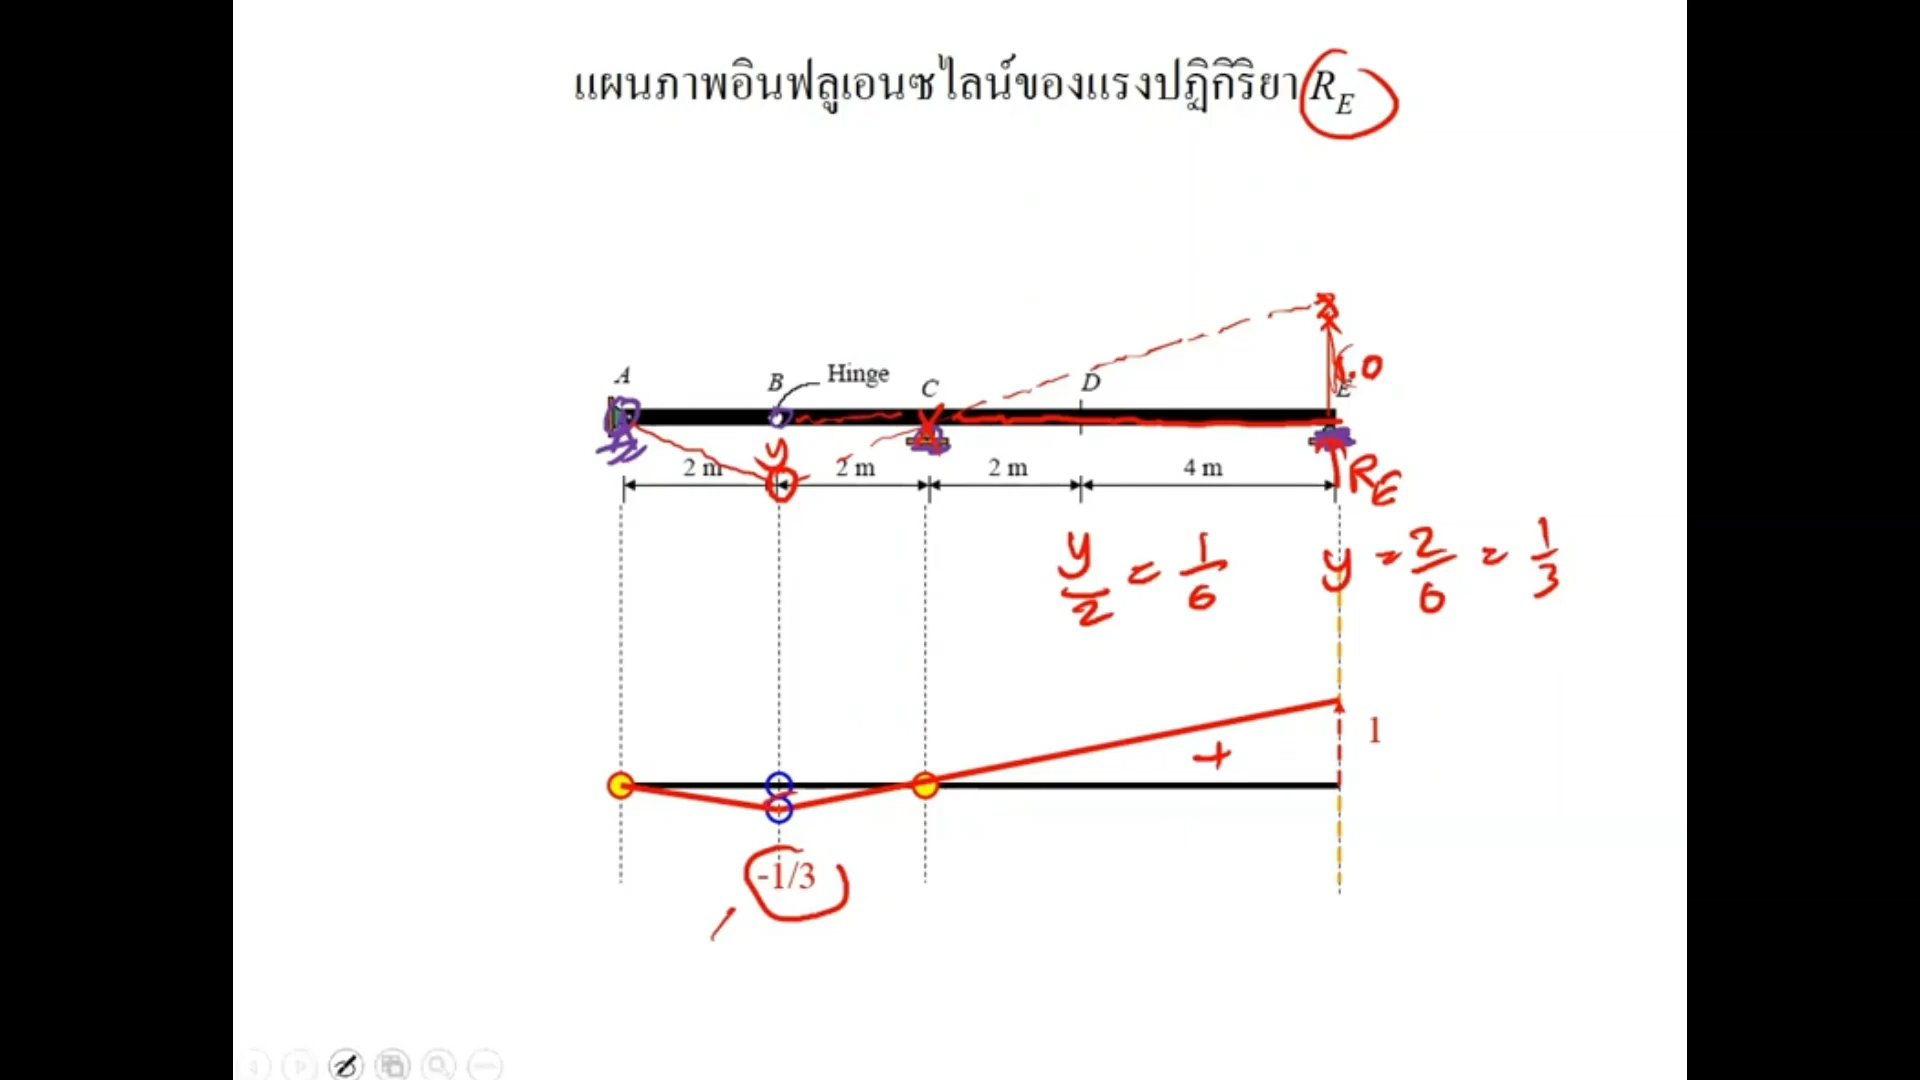 แผนภาพอินฟลูเอนซไลน์ของแรงปฏิกิริยา R_E
1.0
A B Hinge C D E
y
2 m 2 m 2 m 4 m
R_E
y/2 = 1/6 y = 2/6 = 1/3
+ 1
-1/3